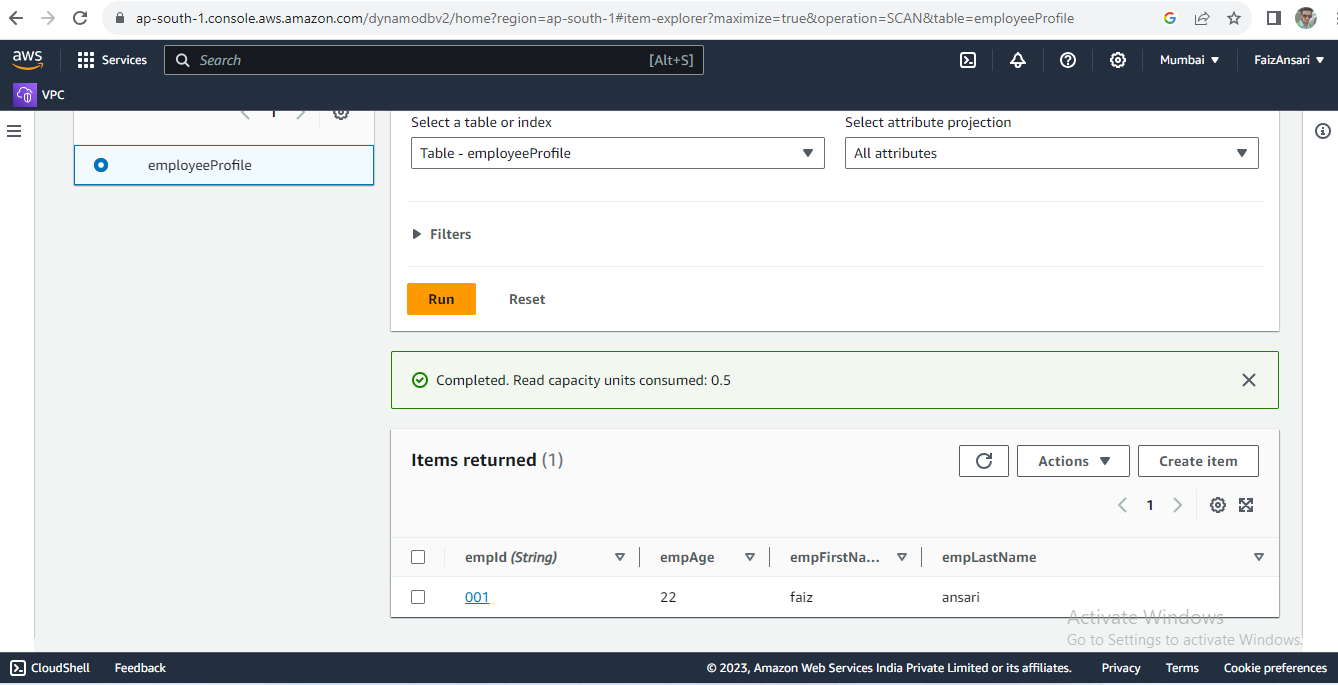 ap-south-1.console.aws.amazon.com/dynamodbv2/home?region=ap-south-1#item-explorer?maximize=true&operation=SCAN&table=employeeProfile
aws Services Search [Alt+S] Mumbai FaizAnsari
VPC
1
Select a table or index Select attribute projection
Table - employeeProfile All attributes
employeeProfile
Filters
Run Reset
Completed. Read capacity units consumed: 0.5
Items returned (1) Actions Create item
1
empId (String) empAge empFirstNa... empLastName
001 22 faiz ansari
Activate Windows
Go to Settings to activate Windows.
CloudShell Feedback © 2023, Amazon Web Services India Private Limited or its affiliates. Privacy Terms Cookie preferences